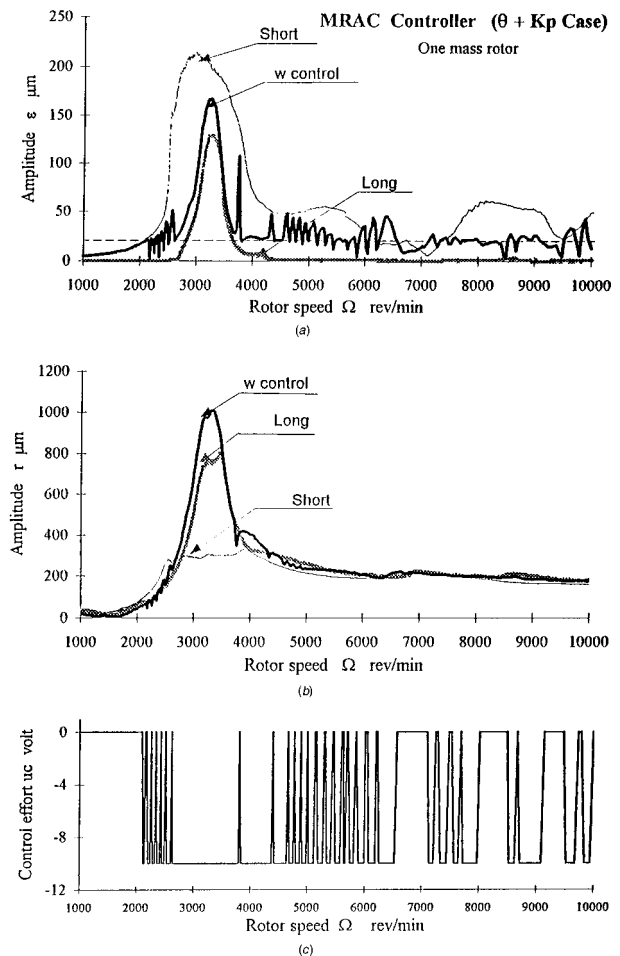 MRAC Controller (θ + Kp Case)
One mass rotor
Short
w control
Long
Amplitude ε μm
250
200
150
100
50
0
1000 2000 3000 4000 5000 6000 7000 8000 9000 10000
Rotor speed Ω rev/min
(a)
w control
Long
Short
Amplitude r μm
1200
1000
800
600
400
200
0
1000 2000 3000 4000 5000 6000 7000 8000 9000 10000
Rotor speed Ω rev/min
(b)
Control effort uc volt
0
-4
-8
-12
1000 2000 3000 4000 5000 6000 7000 8000 9000 10000
Rotor speed Ω rev/min
(c)